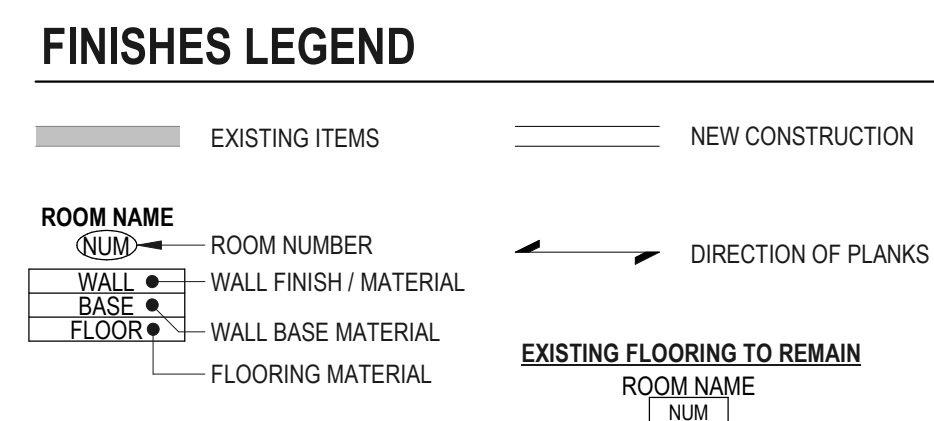 FINISHES LEGEND
EXISTING ITEMS
NEW CONSTRUCTION
ROOM NAME
NUM
ROOM NUMBER
WALL
WALL FINISH / MATERIAL
BASE
WALL BASE MATERIAL
FLOOR
FLOORING MATERIAL
DIRECTION OF PLANKS
EXISTING FLOORING TO REMAIN
ROOM NAME
NUM